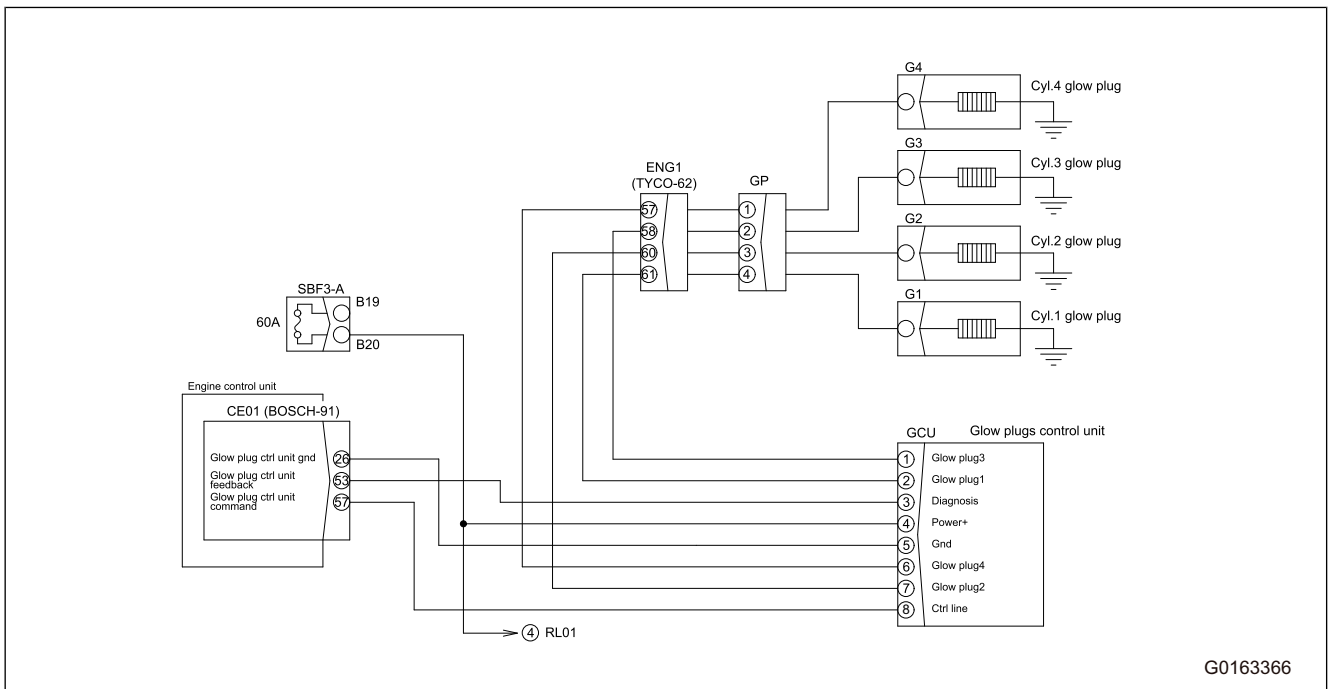 G4
Cyl.4 glow plug
G3
Cyl.3 glow plug
G2
Cyl.2 glow plug
G1
Cyl.1 glow plug
ENG1
(TYCO-62)
57
58
60
61
GP
1
2
3
4
SBF3-A
60A
B19
B20
Engine control unit
CE01 (BOSCH-91)
Glow plug ctrl unit gnd
26
Glow plug ctrl unit
feedback
53
Glow plug ctrl unit
command
57
GCU
Glow plugs control unit
1 Glow plug3
2 Glow plug1
3 Diagnosis
4 Power+
5 Gnd
6 Glow plug4
7 Glow plug2
8 Ctrl line
4 RL01
G0163366